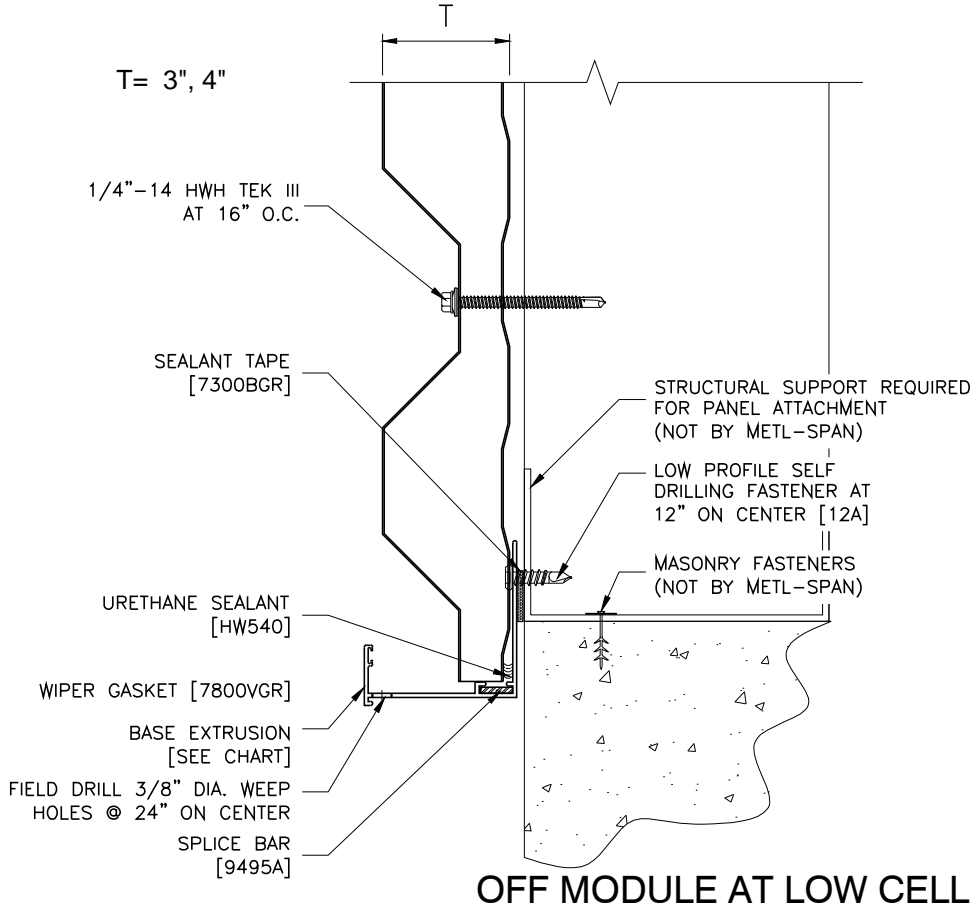 T
T= 3", 4"
1/4"-14 HWH TEK III
AT 16" O.C.
SEALANT TAPE
[7300BGR]
STRUCTURAL SUPPORT REQUIRED
FOR PANEL ATTACHMENT
(NOT BY METL-SPAN)
LOW PROFILE SELF
DRILLING FASTENER AT
12" ON CENTER [12A]
MASONRY FASTENERS
(NOT BY METL-SPAN)
URETHANE SEALANT
[HW540]
WIPER GASKET [7800VGR]
BASE EXTRUSION
[SEE CHART]
FIELD DRILL 3/8" DIA. WEEP
HOLES @ 24" ON CENTER
SPLICE BAR
[9495A]
OFF MODULE AT LOW CELL